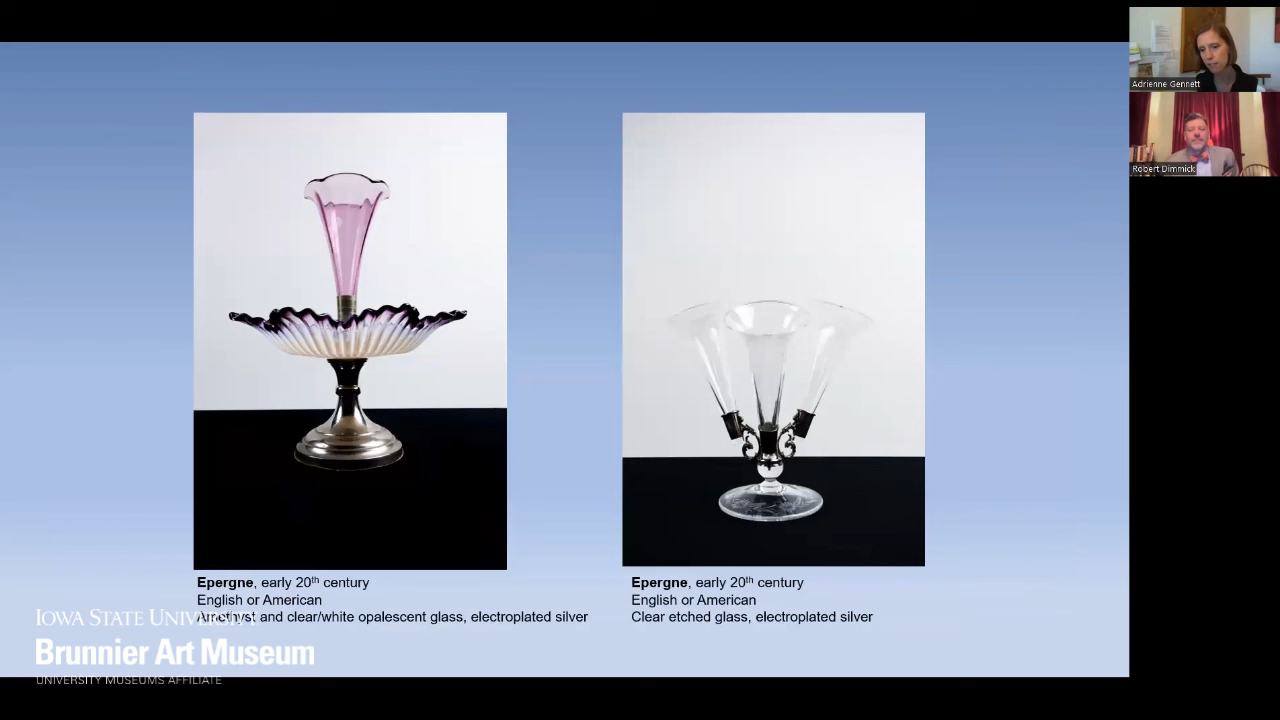 Adrienne Gennett
Robert Dimmick
Epergne, early 20th century
English or American
Amethyst and clear/white opalescent glass, electroplated silver
Epergne, early 20th century
English or American
Clear etched glass, electroplated silver
IOWA STATE UNIVERSITY
Brunnier Art Museum
UNIVERSITY MUSEUMS AFFILIATE